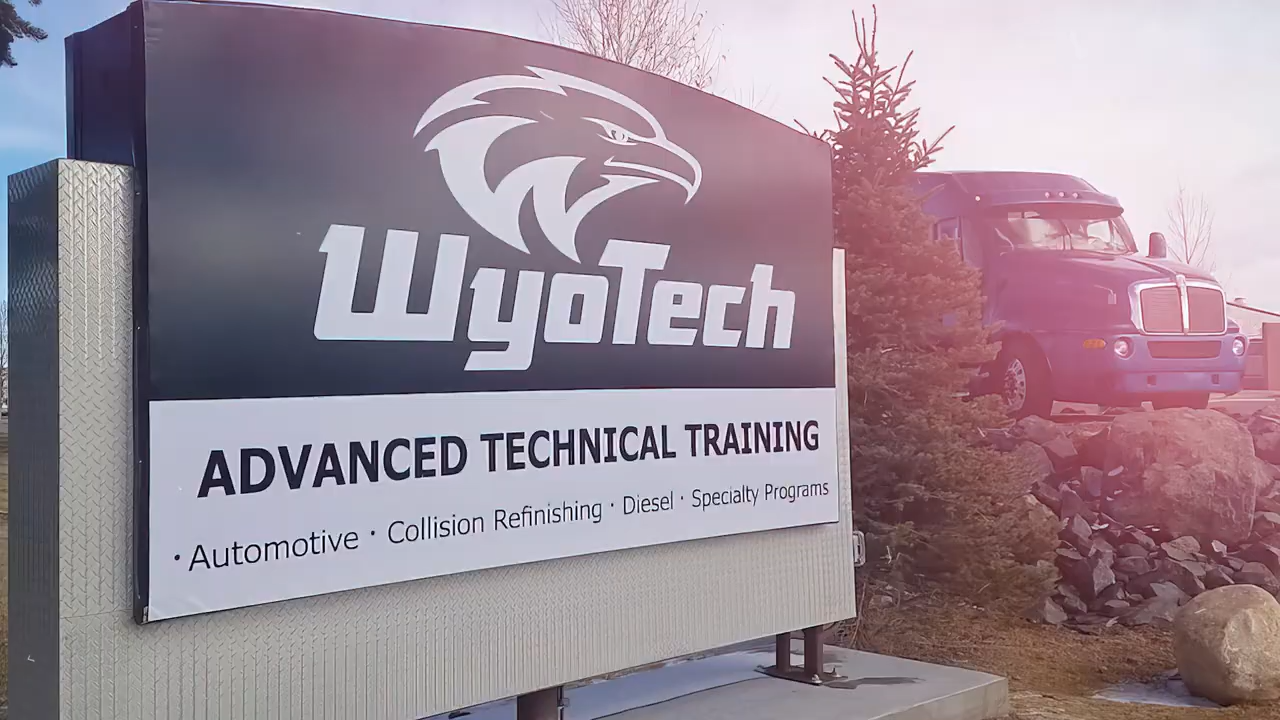 WyoTech
ADVANCED TECHNICAL TRAINING
· Automotive · Collision Refinishing · Diesel · Specialty Programs